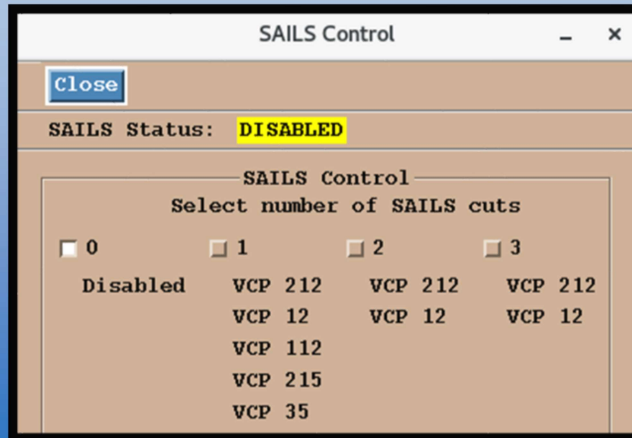 SAILS Control
Close
SAILS Status: DISABLED
SAILS Control
Select number of SAILS cuts
0 1 2 3
Disabled VCP 212 VCP 212 VCP 212
VCP 12 VCP 12 VCP 12
VCP 112
VCP 215
VCP 35